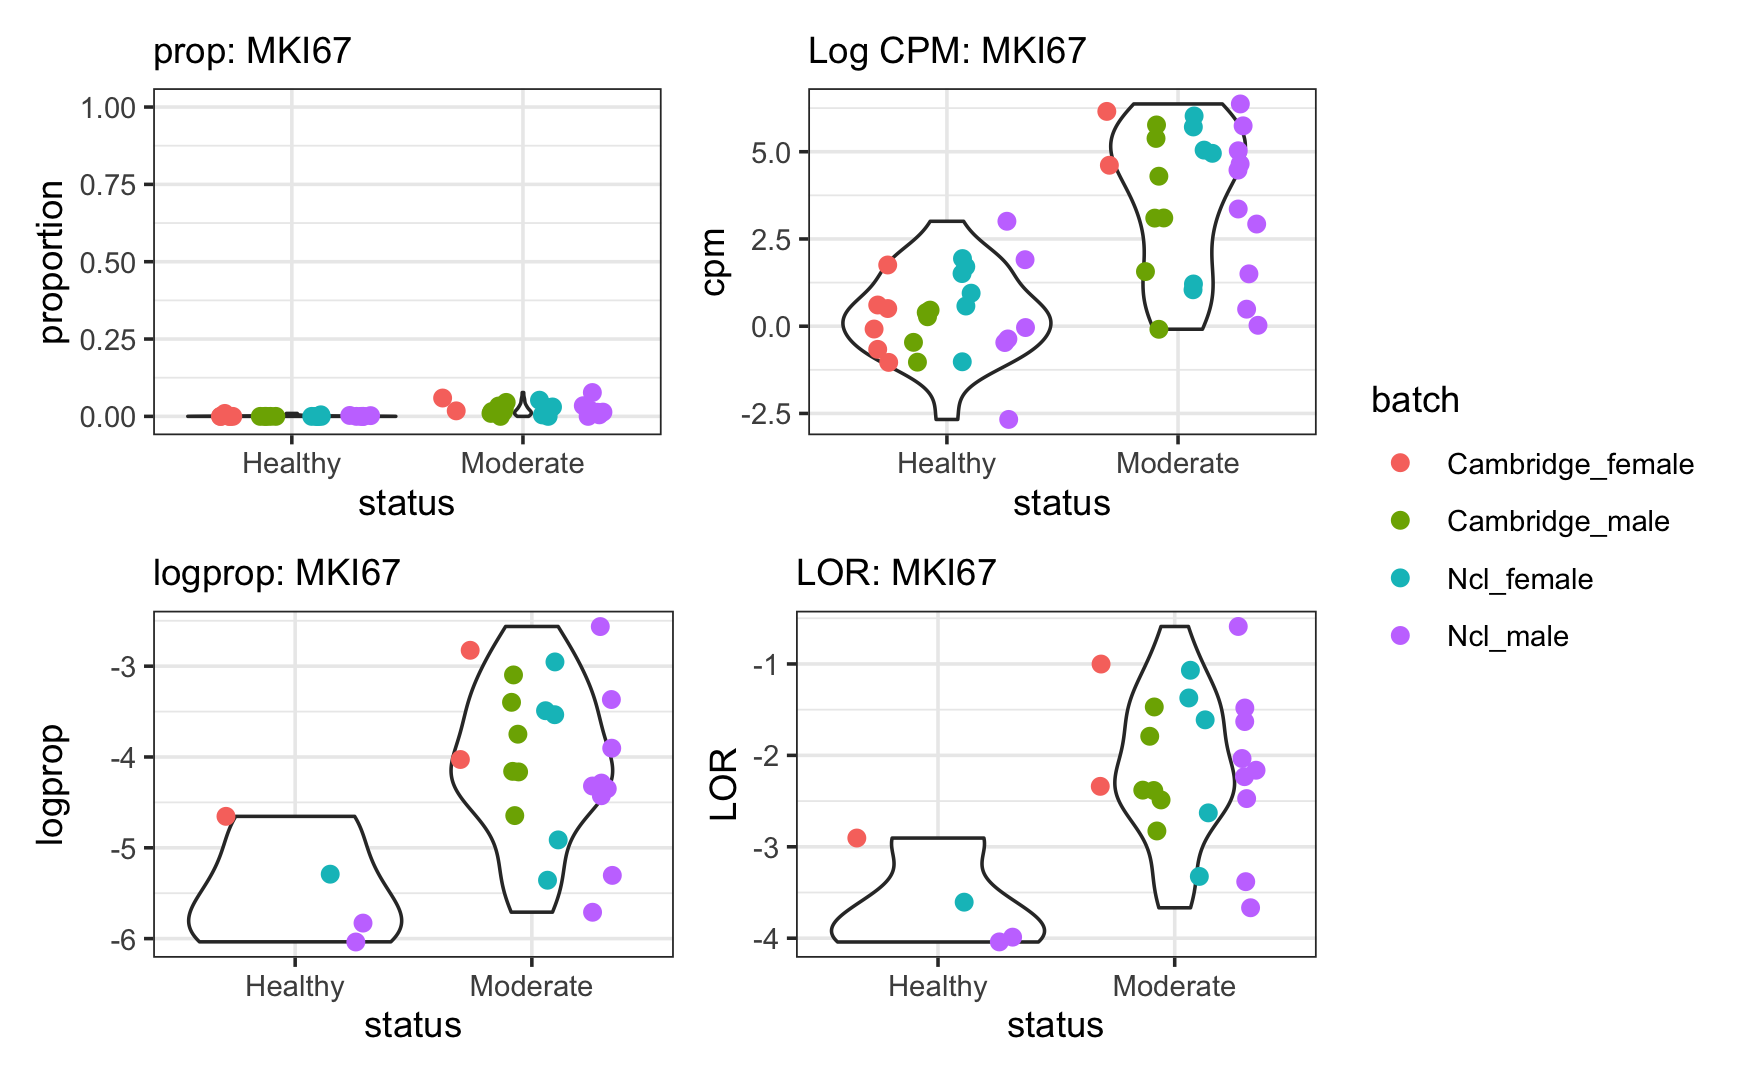 prop: MKI67
1.00
0.75
0.50
0.25
0.00
proportion
Healthy
Moderate
status
Log CPM: MKI67
5.0
2.5
0.0
-2.5
cpm
Healthy
Moderate
status
logprop: MKI67
-3
-4
-5
-6
logprop
Healthy
Moderate
status
LOR: MKI67
-1
-2
-3
-4
LOR
Healthy
Moderate
status
batch
Cambridge_female
Cambridge_male
Ncl_female
Ncl_male